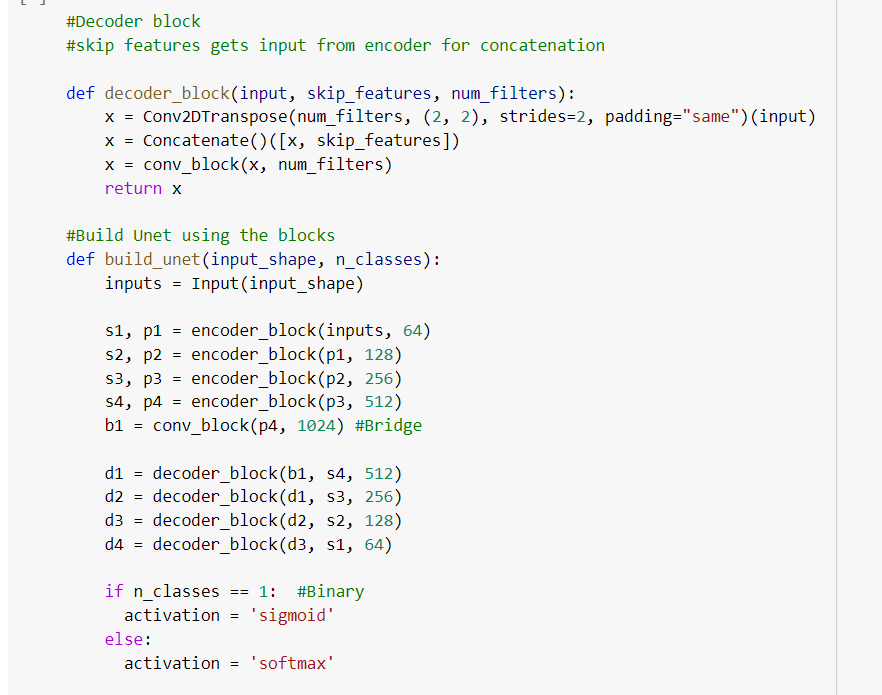 [ ]
#Decoder block
#skip features gets input from encoder for concatenation
def decoder_block(input, skip_features, num_filters):
    x = Conv2DTranspose(num_filters, (2, 2), strides=2, padding="same")(input)
    x = Concatenate()([x, skip_features])
    x = conv_block(x, num_filters)
    return x
#Build Unet using the blocks
def build_unet(input_shape, n_classes):
    inputs = Input(input_shape)
    s1, p1 = encoder_block(inputs, 64)
    s2, p2 = encoder_block(p1, 128)
    s3, p3 = encoder_block(p2, 256)
    s4, p4 = encoder_block(p3, 512)
    b1 = conv_block(p4, 1024) #Bridge
    d1 = decoder_block(b1, s4, 512)
    d2 = decoder_block(d1, s3, 256)
    d3 = decoder_block(d2, s2, 128)
    d4 = decoder_block(d3, s1, 64)
    if n_classes == 1:  #Binary
      activation = 'sigmoid'
    else:
      activation = 'softmax'